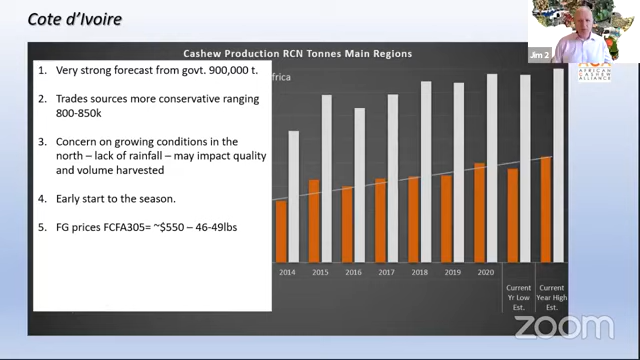 Cote d'Ivoire
Jim 2
AFRICAN
CASHEW
ALLIANCE
Cashew Production RCN Tonnes Main Regions
frica
1. Very strong forecast from govt. 900,000 t.
2. Trades sources more conservative ranging
800-850k
3. Concern on growing conditions in the
north – lack of rainfall – may impact quality
and volume harvested
4. Early start to the season.
5. FG prices FCFA305= ~$550 – 46-49lbs
2014 2015 2016 2017 2018 2019 2020
Current Current
Yr Low Year High
Est. Est.
zoom